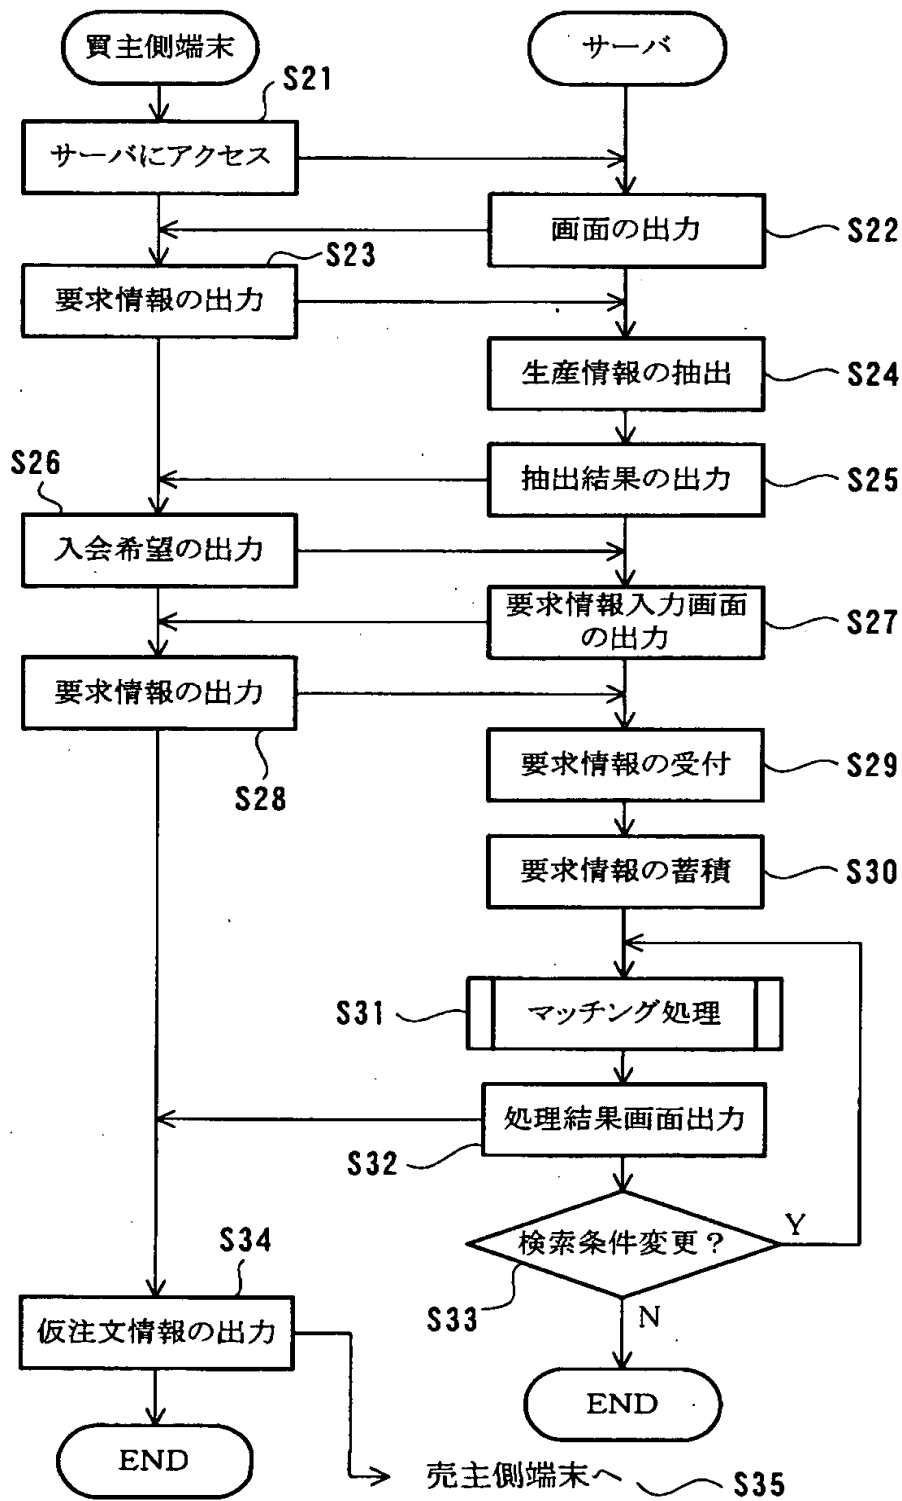 買主側端末
サーバ
S21
サーバにアクセス
画面の出力
S22
S23
要求情報の出力
生産情報の抽出
S24
S26
抽出結果の出力
S25
入会希望の出力
要求情報入力画面
の出力
S27
要求情報の出力
S28
要求情報の受付
S29
要求情報の蓄積
S30
S31
マッチング処理
処理結果画面出力
S32
検索条件変更?
Y
S33
N
S34
仮注文情報の出力
END
END
売主側端末へ
S35